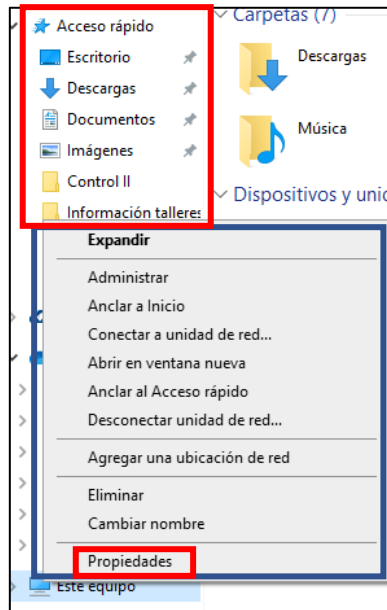 Acceso rápido
Escritorio
Descargas
Documentos
Imágenes
Control II
Información talleres
Carpetas (7)
Descargas
Música
Dispositivos y unic
Expandir
Administrar
Anclar a Inicio
Conectar a unidad de red...
Abrir en ventana nueva
Anclar al Acceso rápido
Desconectar unidad de red...
Agregar una ubicación de red
Eliminar
Cambiar nombre
Propiedades
Este equipo